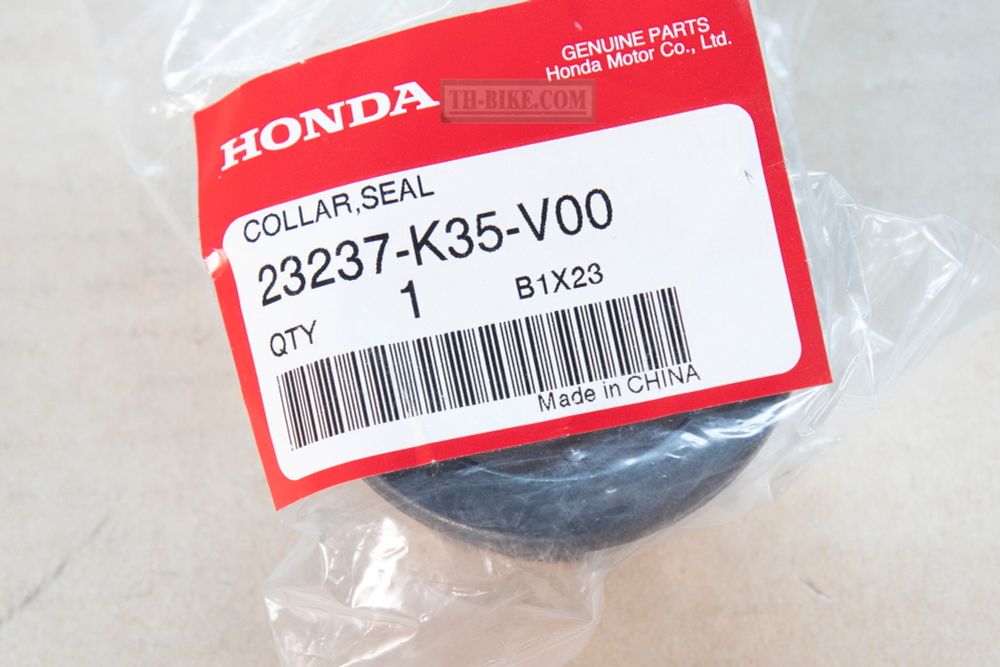 GENUINE PARTS
Honda Motor Co., Ltd.
HONDA
TH-BIKE.COM
COLLAR,SEAL
23237-K35-V00
QTY 1 B1X23
Made in CHINA